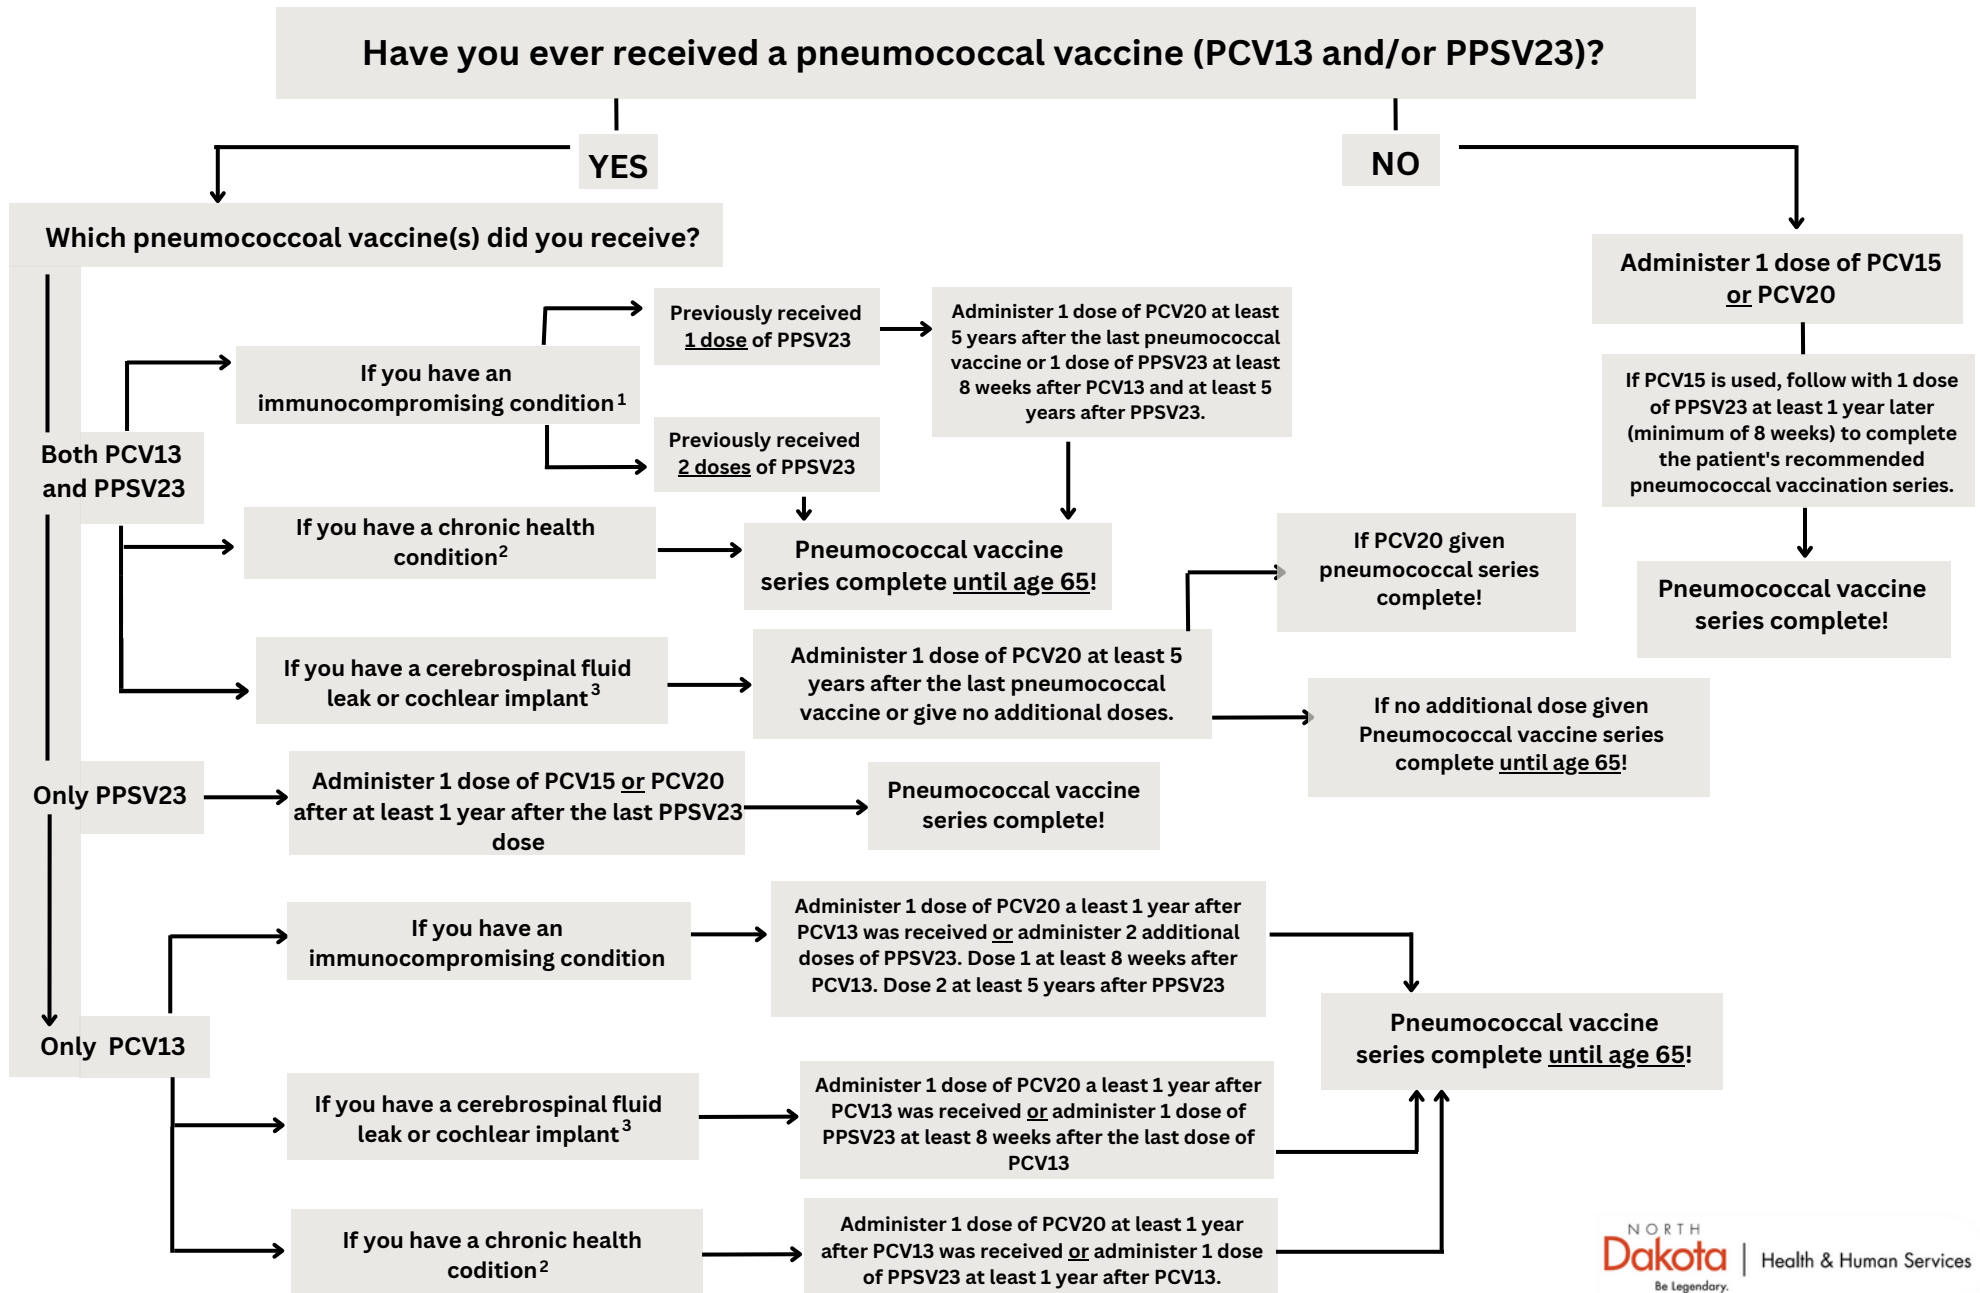 Have you ever received a pneumococcal vaccine (PCV13 and/or PPSV23)?
YES
NO
Which pneumococcoal vaccine(s) did you receive?
Both PCV13
and PPSV23
If you have an
immunocompromising condition1
Previously received
1 dose of PPSV23
Administer 1 dose of PCV20 at least
5 years after the last pneumococcal
vaccine or 1 dose of PPSV23 at least
8 weeks after PCV13 and at least 5
years after PPSV23.
Previously received
2 doses of PPSV23
If you have a chronic health
condition2
Pneumococcal vaccine
series complete until age 65!
If you have a cerebrospinal fluid
leak or cochlear implant3
Administer 1 dose of PCV20 at least 5
years after the last pneumococcal
vaccine or give no additional doses.
If PCV20 given
pneumococcal series
complete!
If no additional dose given
Pneumococcal vaccine series
complete until age 65!
Administer 1 dose of PCV15
or PCV20
If PCV15 is used, follow with 1 dose
of PPSV23 at least 1 year later
(minimum of 8 weeks) to complete
the patient's recommended
pneumococcal vaccination series.
Pneumococcal vaccine
series complete!
Only PPSV23
Administer 1 dose of PCV15 or PCV20
after at least 1 year after the last PPSV23
dose
Pneumococcal vaccine
series complete!
Only PCV13
If you have an
immunocompromising condition
Administer 1 dose of PCV20 a least 1 year after
PCV13 was received or administer 2 additional
doses of PPSV23. Dose 1 at least 8 weeks after
PCV13. Dose 2 at least 5 years after PPSV23
If you have a cerebrospinal fluid
leak or cochlear implant3
Administer 1 dose of PCV20 a least 1 year after
PCV13 was received or administer 1 dose of
PPSV23 at least 8 weeks after the last dose of
PCV13
If you have a chronic health
codition2
Administer 1 dose of PCV20 at least 1 year
after PCV13 was received or administer 1 dose
of PPSV23 at least 1 year after PCV13.
Pneumococcal vaccine
series complete until age 65!
NORTH
Dakota
Be Legendary.
Health & Human Services